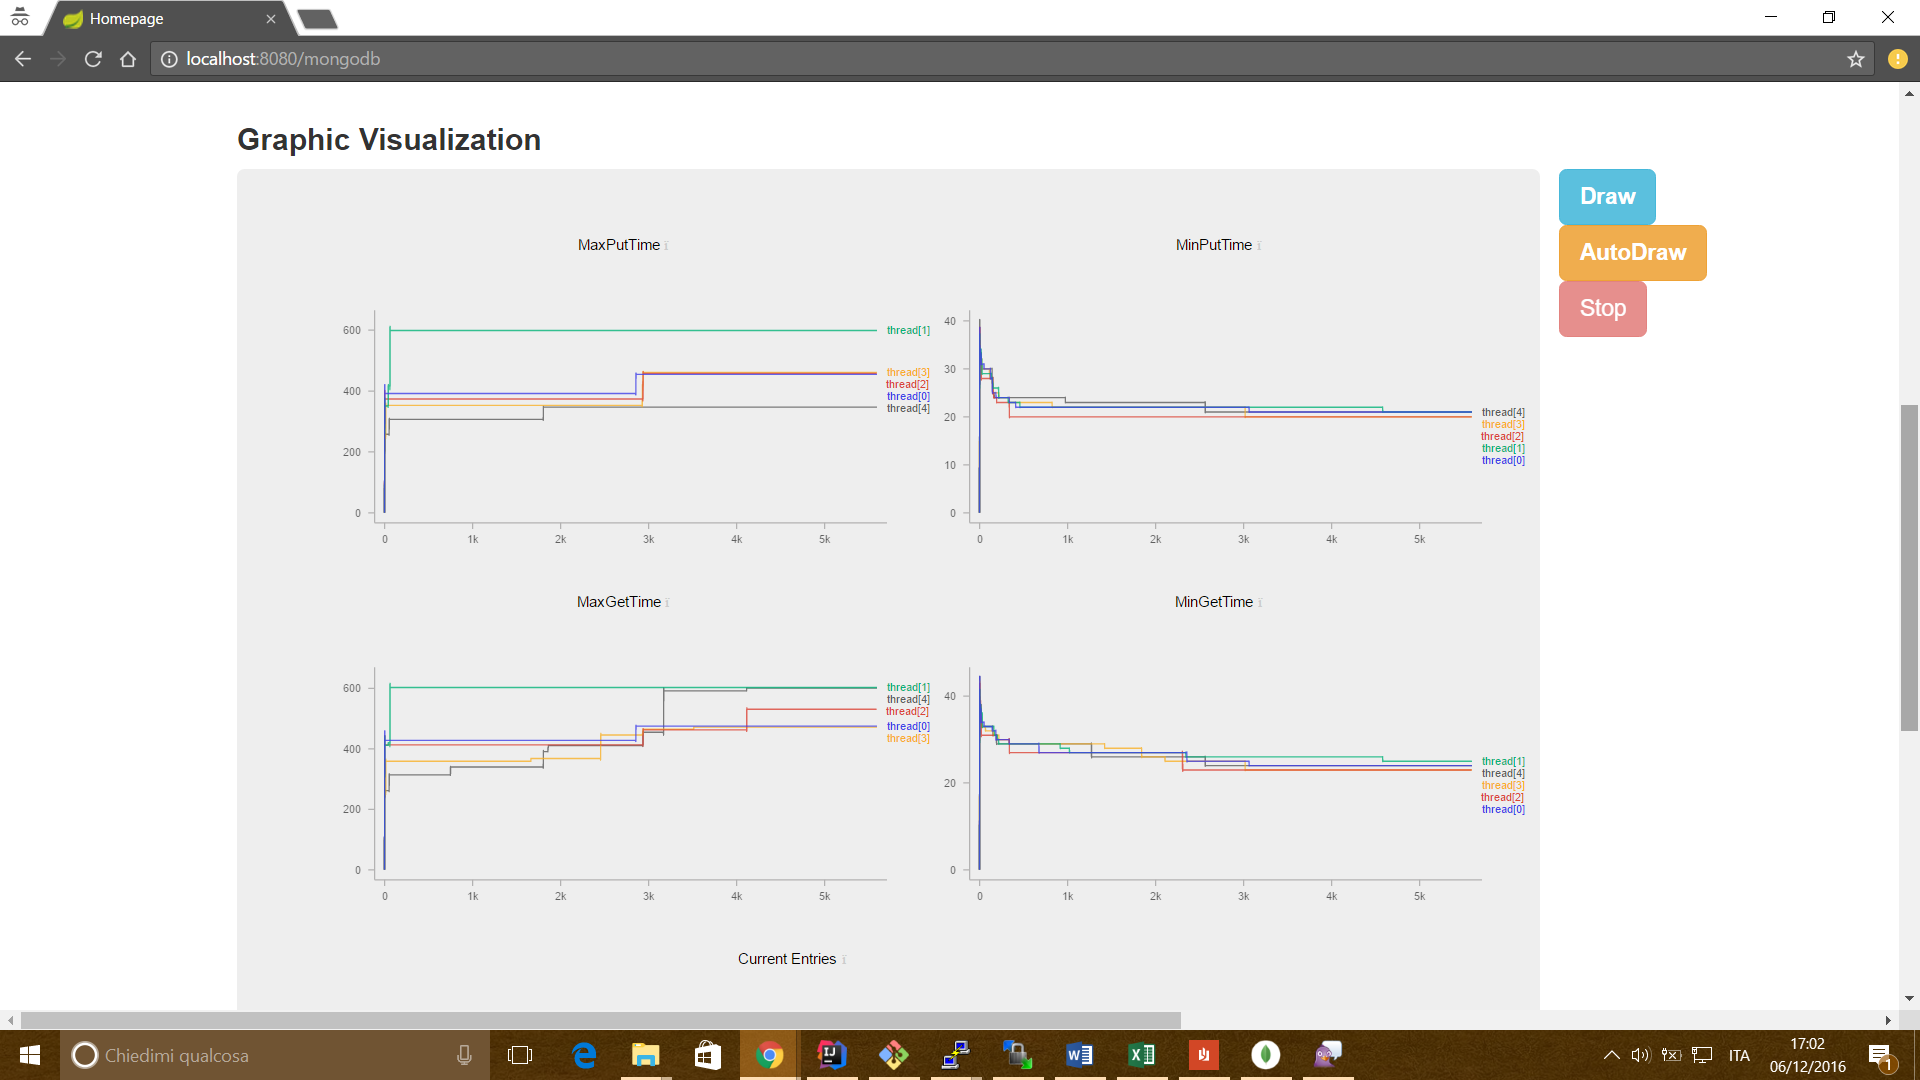 Homepage
localhost:8080/mongodb
Graphic Visualization
Draw
AutoDraw
Stop
MaxPutTime
600
400
200
0
0 1k 2k 3k 4k 5k
thread[1]
thread[3]
thread[2]
thread[0]
thread[4]
MinPutTime
40
30
20
10
0
0 1k 2k 3k 4k 5k
thread[4]
thread[3]
thread[2]
thread[1]
thread[0]
MaxGetTime
600
400
200
0
0 1k 2k 3k 4k 5k
thread[1]
thread[4]
thread[2]
thread[0]
thread[3]
MinGetTime
40
20
0
0 1k 2k 3k 4k 5k
thread[1]
thread[4]
thread[3]
thread[2]
thread[0]
Current Entries
Chiedimi qualcosa
ITA
17:02
06/12/2016
1